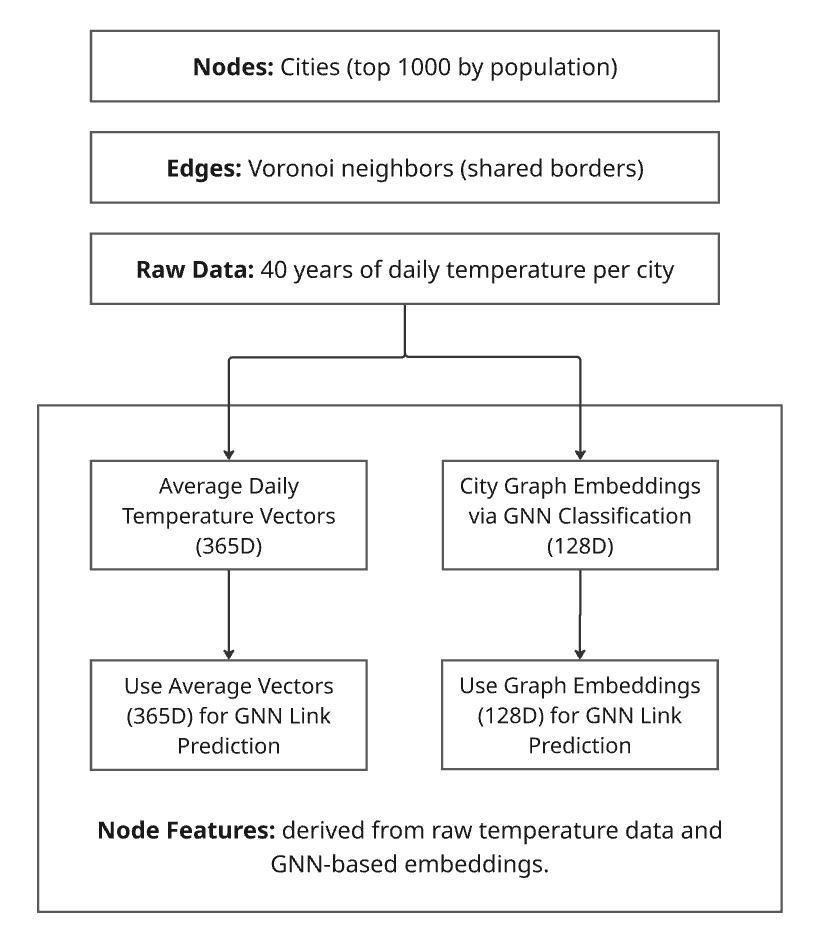 Nodes: Cities (top 1000 by population)
Edges: Voronoi neighbors (shared borders)
Raw Data: 40 years of daily temperature per city
Average Daily
Temperature Vectors
(365D)
City Graph Embeddings
via GNN Classification
(128D)
Use Average Vectors
(365D) for GNN Link
Prediction
Use Graph Embeddings
(128D) for GNN Link
Prediction
Node Features: derived from raw temperature data and
GNN-based embeddings.